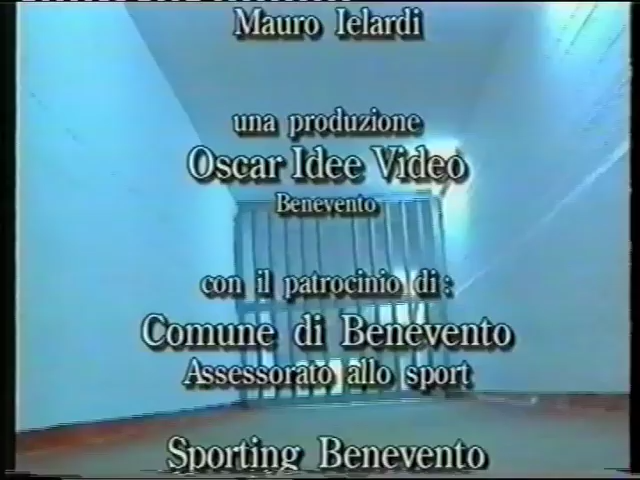 Mauro Ielardi
una produzione
Oscar Idee Video
Benevento
con il patrocinio di :
Comune di Benevento
Assessorato allo sport
Sporting Benevento